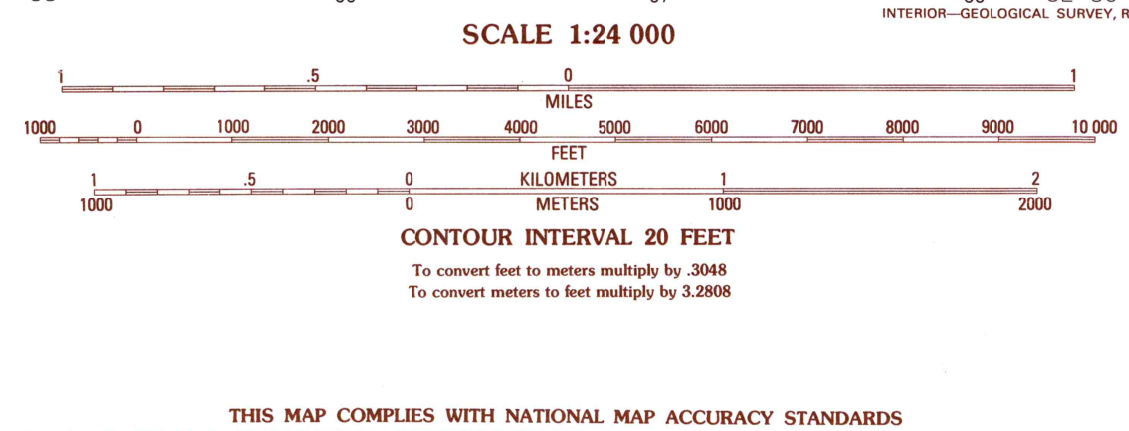 INTERIOR—GEOLOGICAL SURVEY, R
SCALE 1:24 000
1 .5 0 1
MILES
1000 0 1000 2000 3000 4000 5000 6000 7000 8000 9000 10 000
FEET
1 .5 0 KILOMETERS 1 2
1000 0 METERS 1000 2000
CONTOUR INTERVAL 20 FEET
To convert feet to meters multiply by .3048
To convert meters to feet multiply by 3.2808
THIS MAP COMPLIES WITH NATIONAL MAP ACCURACY STANDARDS